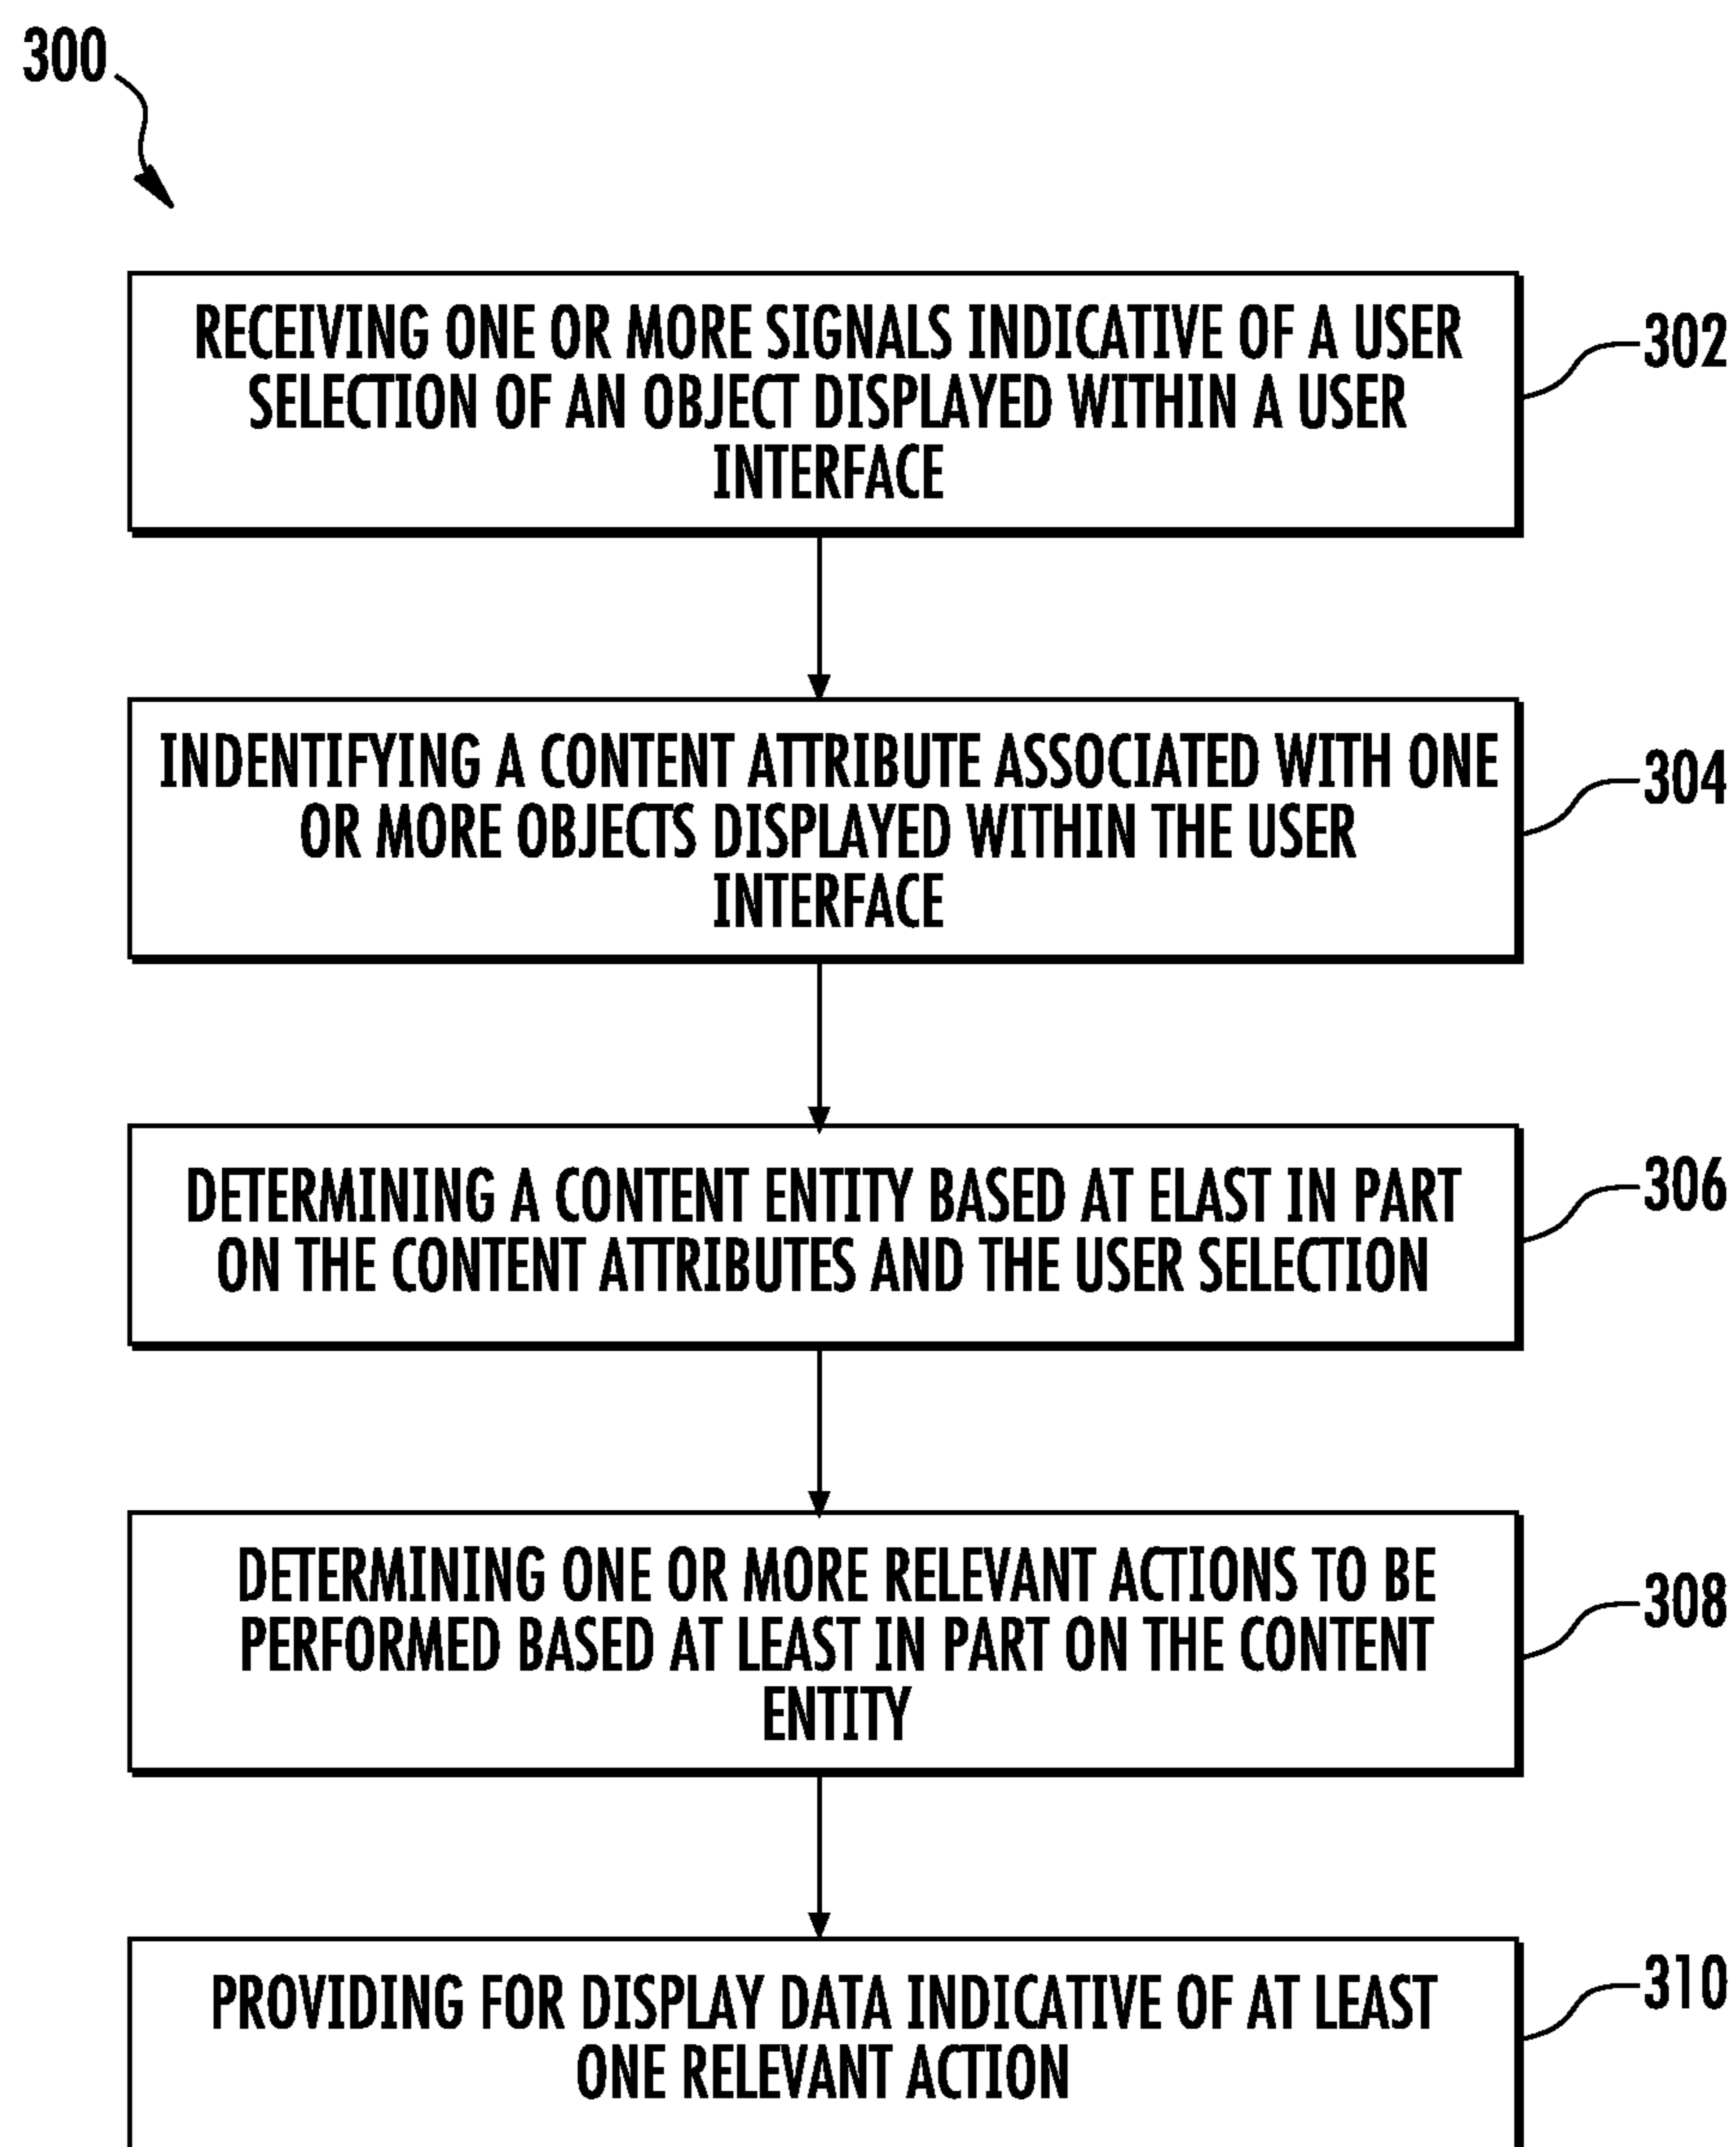 300
RECEIVING ONE OR MORE SIGNALS INDICATIVE OF A USER
SELECTION OF AN OBJECT DISPLAYED WITHIN A USER
INTERFACE
302
INDENTIFYING A CONTENT ATTRIBUTE ASSOCIATED WITH ONE
OR MORE OBJECTS DISPLAYED WITHIN THE USER
INTERFACE
304
DETERMINING A CONTENT ENTITY BASED AT ELAST IN PART
ON THE CONTENT ATTRIBUTES AND THE USER SELECTION
306
DETERMINING ONE OR MORE RELEVANT ACTIONS TO BE
PERFORMED BASED AT LEAST IN PART ON THE CONTENT
ENTITY
308
PROVIDING FOR DISPLAY DATA INDICATIVE OF AT LEAST
ONE RELEVANT ACTION
310